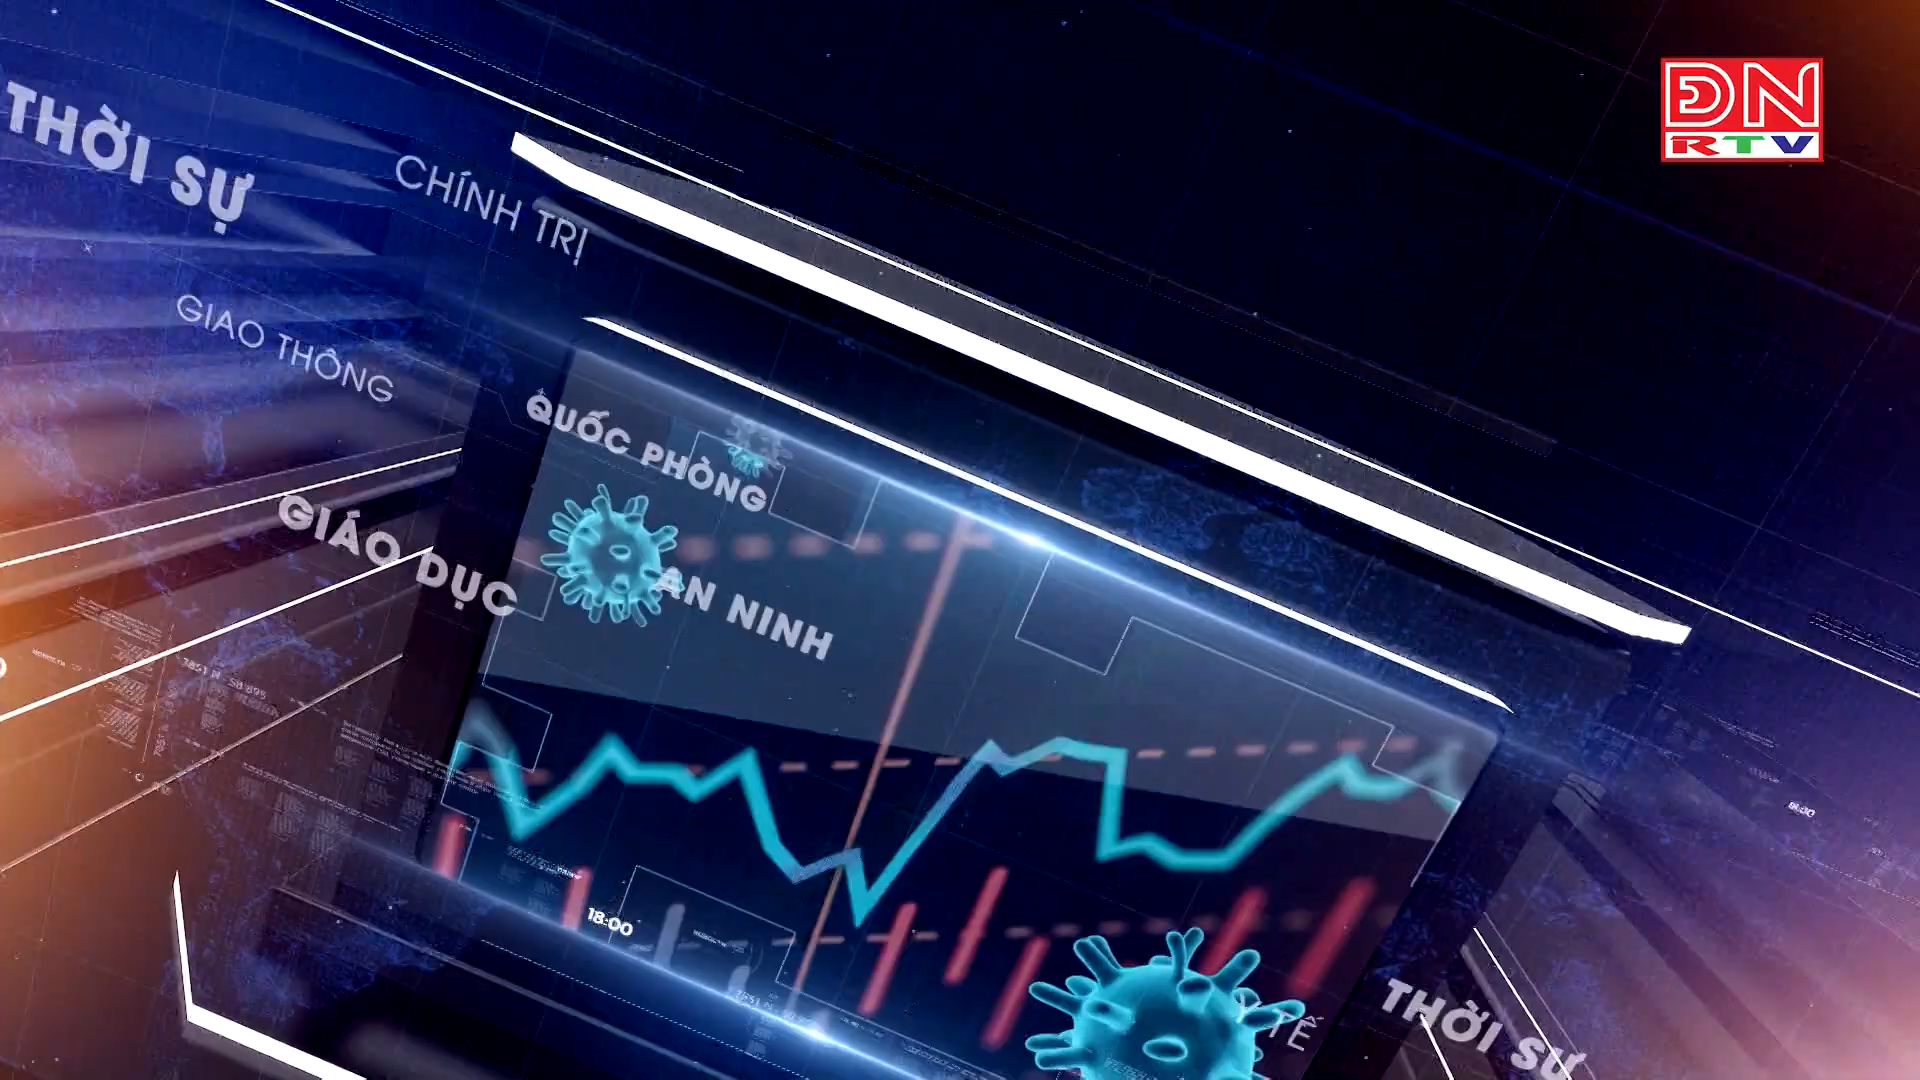 ĐN
RTV
THỜI SỰ
CHÍNH TRỊ
GIAO THÔNG
QUỐC PHÒNG
GIÁO DỤC
AN NINH
18:00
Y TẾ
THỜI SỰ